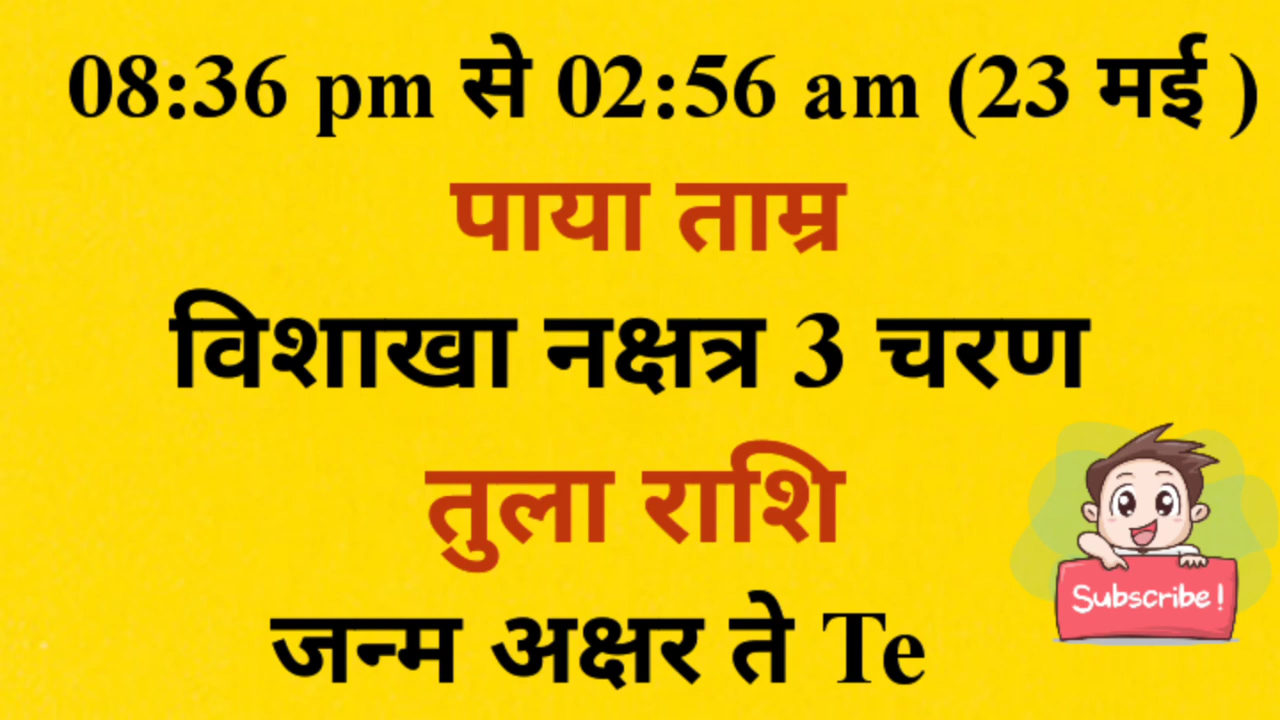 08:36 pm से 02:56 am (23 मई )
पाया ताम्र
विशाखा नक्षत्र 3 चरण
तुला राशि
Subscribe!
जन्म अक्षर ते Te